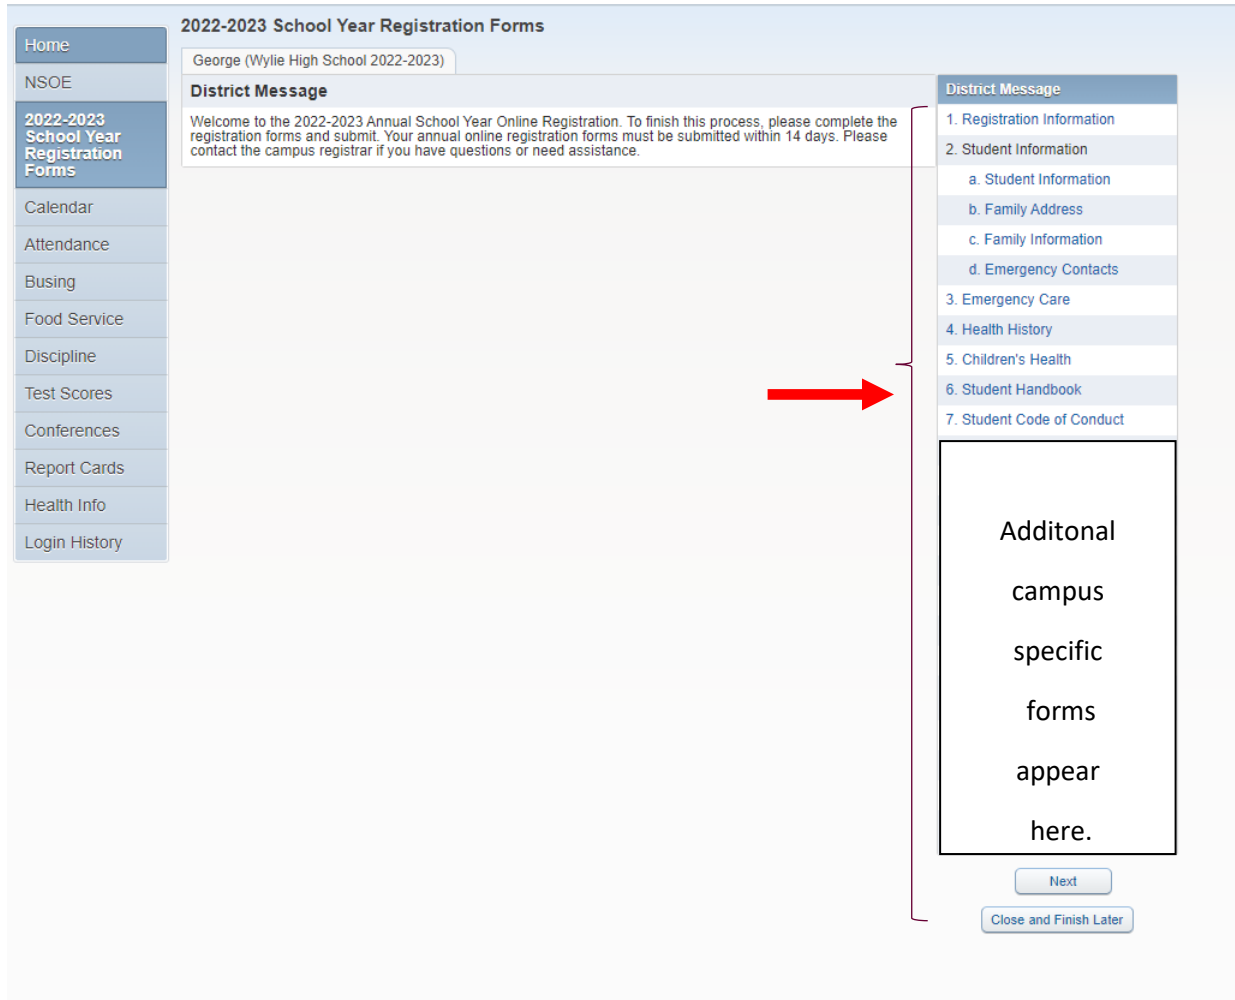 2022-2023 School Year Registration Forms
Home
NSOE
2022-2023
School Year
Registration
Forms
Calendar
Attendance
Busing
Food Service
Discipline
Test Scores
Conferences
Report Cards
Health Info
Login History
George (Wylie High School 2022-2023)
District Message
Welcome to the 2022-2023 Annual School Year Online Registration. To finish this process, please complete the
registration forms and submit. Your annual online registration forms must be submitted within 14 days. Please
contact the campus registrar if you have questions or need assistance.
District Message
1. Registration Information
2. Student Information
a. Student Information
b. Family Address
c. Family Information
d. Emergency Contacts
3. Emergency Care
4. Health History
5. Children's Health
6. Student Handbook
7. Student Code of Conduct
Additonal
campus
specific
forms
appear
here.
Next
Close and Finish Later